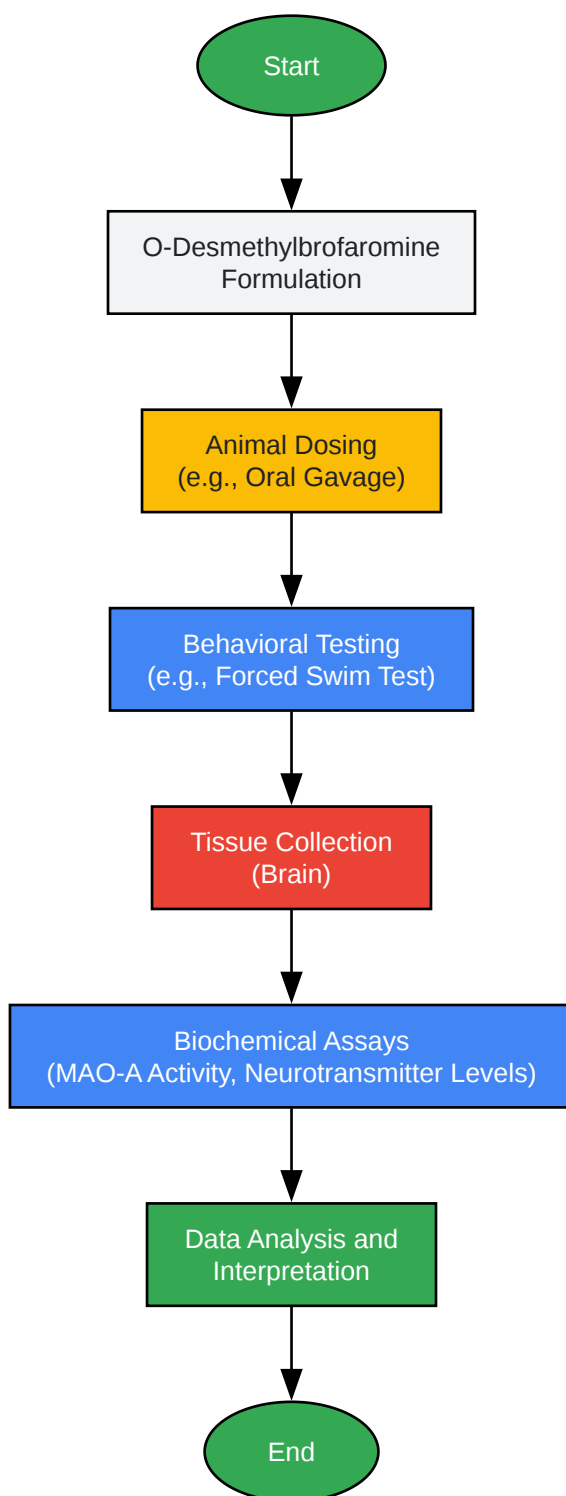 Start
O-Desmethylbrofaromine
Formulation
Animal Dosing
(e.g., Oral Gavage)
Behavioral Testing
(e.g., Forced Swim Test)
Tissue Collection
(Brain)
Biochemical Assays
(MAO-A Activity, Neurotransmitter Levels)
Data Analysis and
Interpretation
End